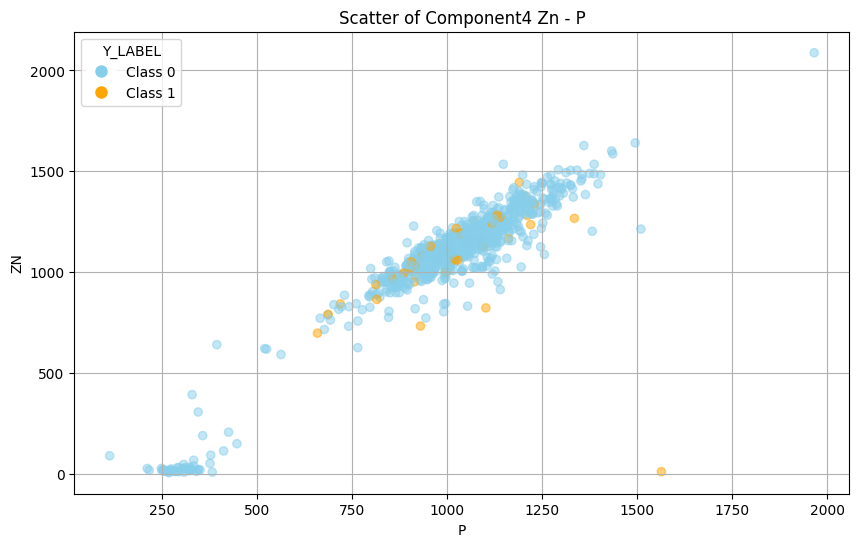 Scatter of Component4 Zn - P
Y_LABEL
Class 0
Class 1
2000
1500
1000
500
0
ZN
250
500
750
1000
1250
1500
1750
2000
P